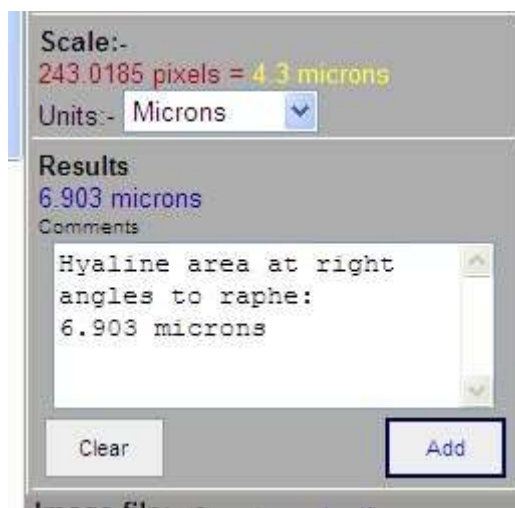 Scale:-
243.0185 pixels = 4.3 microns
Units:- Microns
Results
6.903 microns
Comments
Hyaline area at right
angles to raphe:
6.903 microns
Clear Add